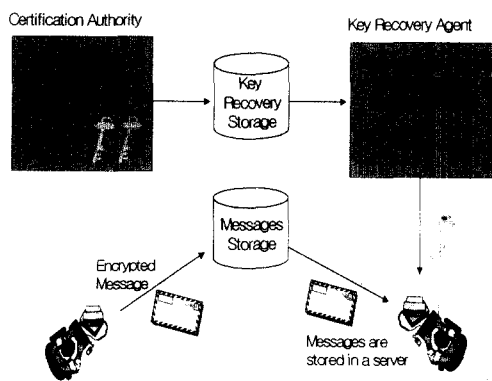 Certification Authority
Key Recovery Agent
Key
Recovery
Storage
Messages
Storage
Encrypted
Message
Messages are
stored in a server